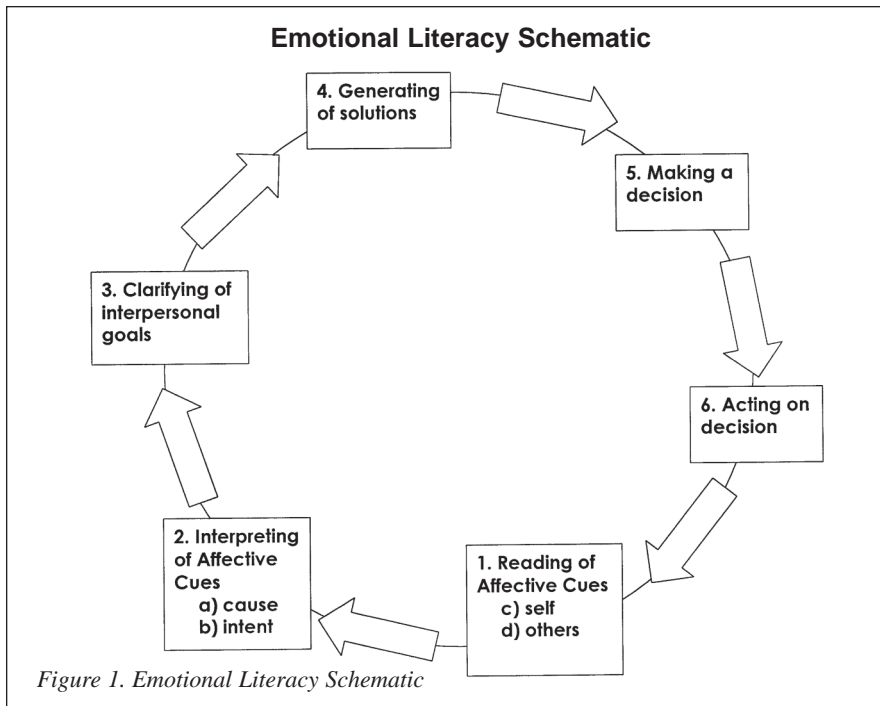 Emotional Literacy Schematic
4. Generating
of solutions
5. Making a
decision
3. Clarifying of
interpersonal
goals
6. Acting on
decision
2. Interpreting
of Affective
Cues
a) cause
b) intent
1. Reading of
Affective Cues
c) self
d) others
Figure 1. Emotional Literacy Schematic